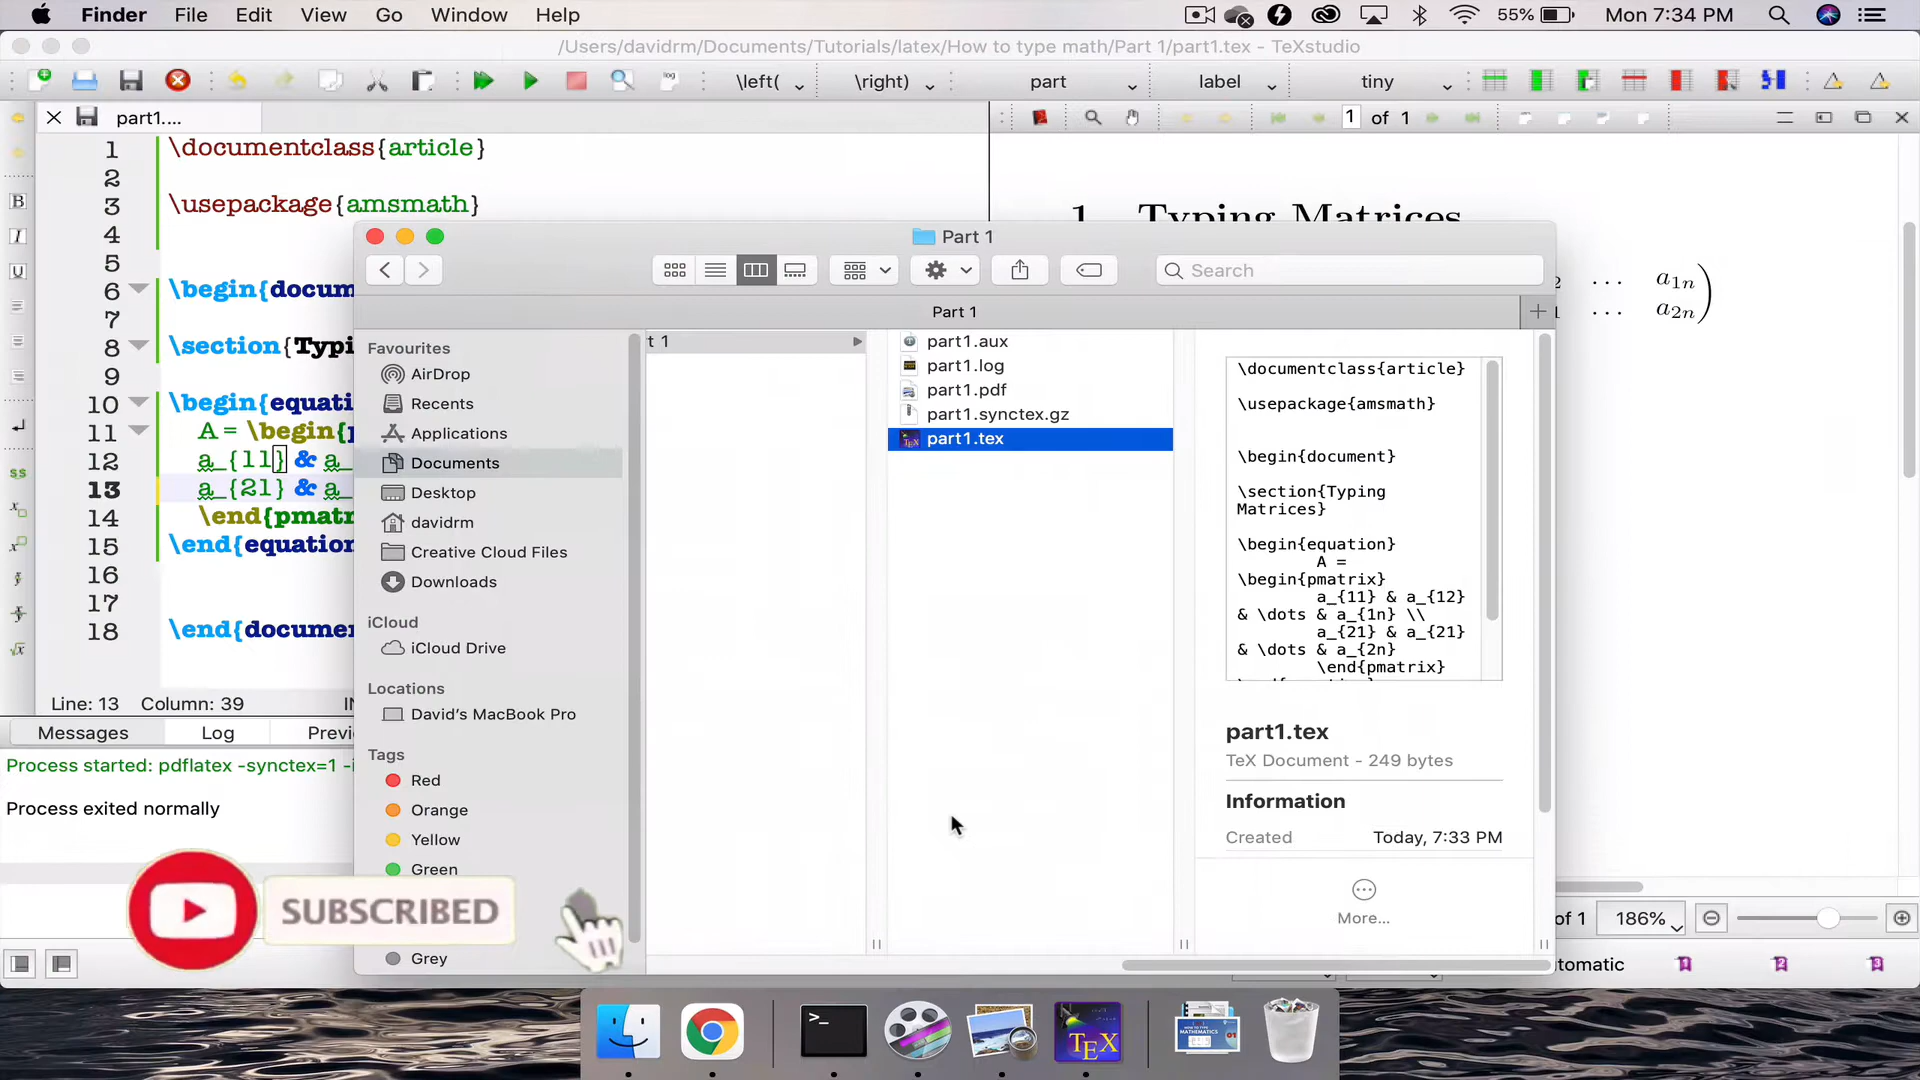 Finder File Edit View Go Window Help 55% Mon 7:34 PM
/Users/davidrm/Documents/Tutorials/latex/How to type math/Part 1/part1.tex - TeXstudio
\left( \right) part label tiny
part1....
1 of 1
1 \documentclass{article}
2
3 \usepackage{amsmath}
4
5
6 \begin{docum
7
8 \section{Typi
9
10 \begin{equati
11 A = \begin{p
12 a_{11} & a_
13 a_{21} & a_
14 \end{pmatr
15 \end{equation
16
17
18 \end{documen
Line: 13 Column: 39
Messages Log Previ
Process started: pdflatex -synctex=1 -i
Process exited normally
SUBSCRIBED
1 Typing Matrices
2 ... a1n
1 ... a2n
Part 1
Search
Part 1
Favourites
AirDrop
Recents
Applications
Documents
Desktop
davidrm
Creative Cloud Files
Downloads
iCloud
iCloud Drive
Locations
David's MacBook Pro
Tags
Red
Orange
Yellow
Green
Grey
t 1
part1.aux
part1.log
part1.pdf
part1.synctex.gz
part1.tex
\documentclass{article}
\usepackage{amsmath}
\begin{document}
\section{Typing
Matrices}
\begin{equation}
A =
\begin{pmatrix}
a_{11} & a_{12}
& \dots & a_{1n} \\
a_{21} & a_{21}
& \dots & a_{2n}
\end{pmatrix}
part1.tex
TeX Document - 249 bytes
Information
Created Today, 7:33 PM
More...
of 1 186%
tomatic 1 2 3